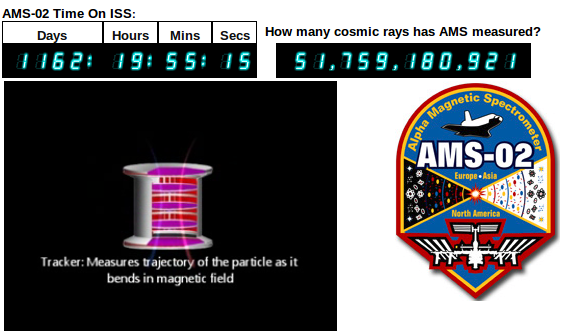 AMS-02 Time On ISS:
Days Hours Mins Secs
1162: 19: 55: 15
How many cosmic rays has AMS measured?
51,759,180,921
Tracker: Measures trajectory of the particle as it
bends in magnetic field
Alpha Magnetic Spectrometer
AMS-02
Europe • Asia
North America